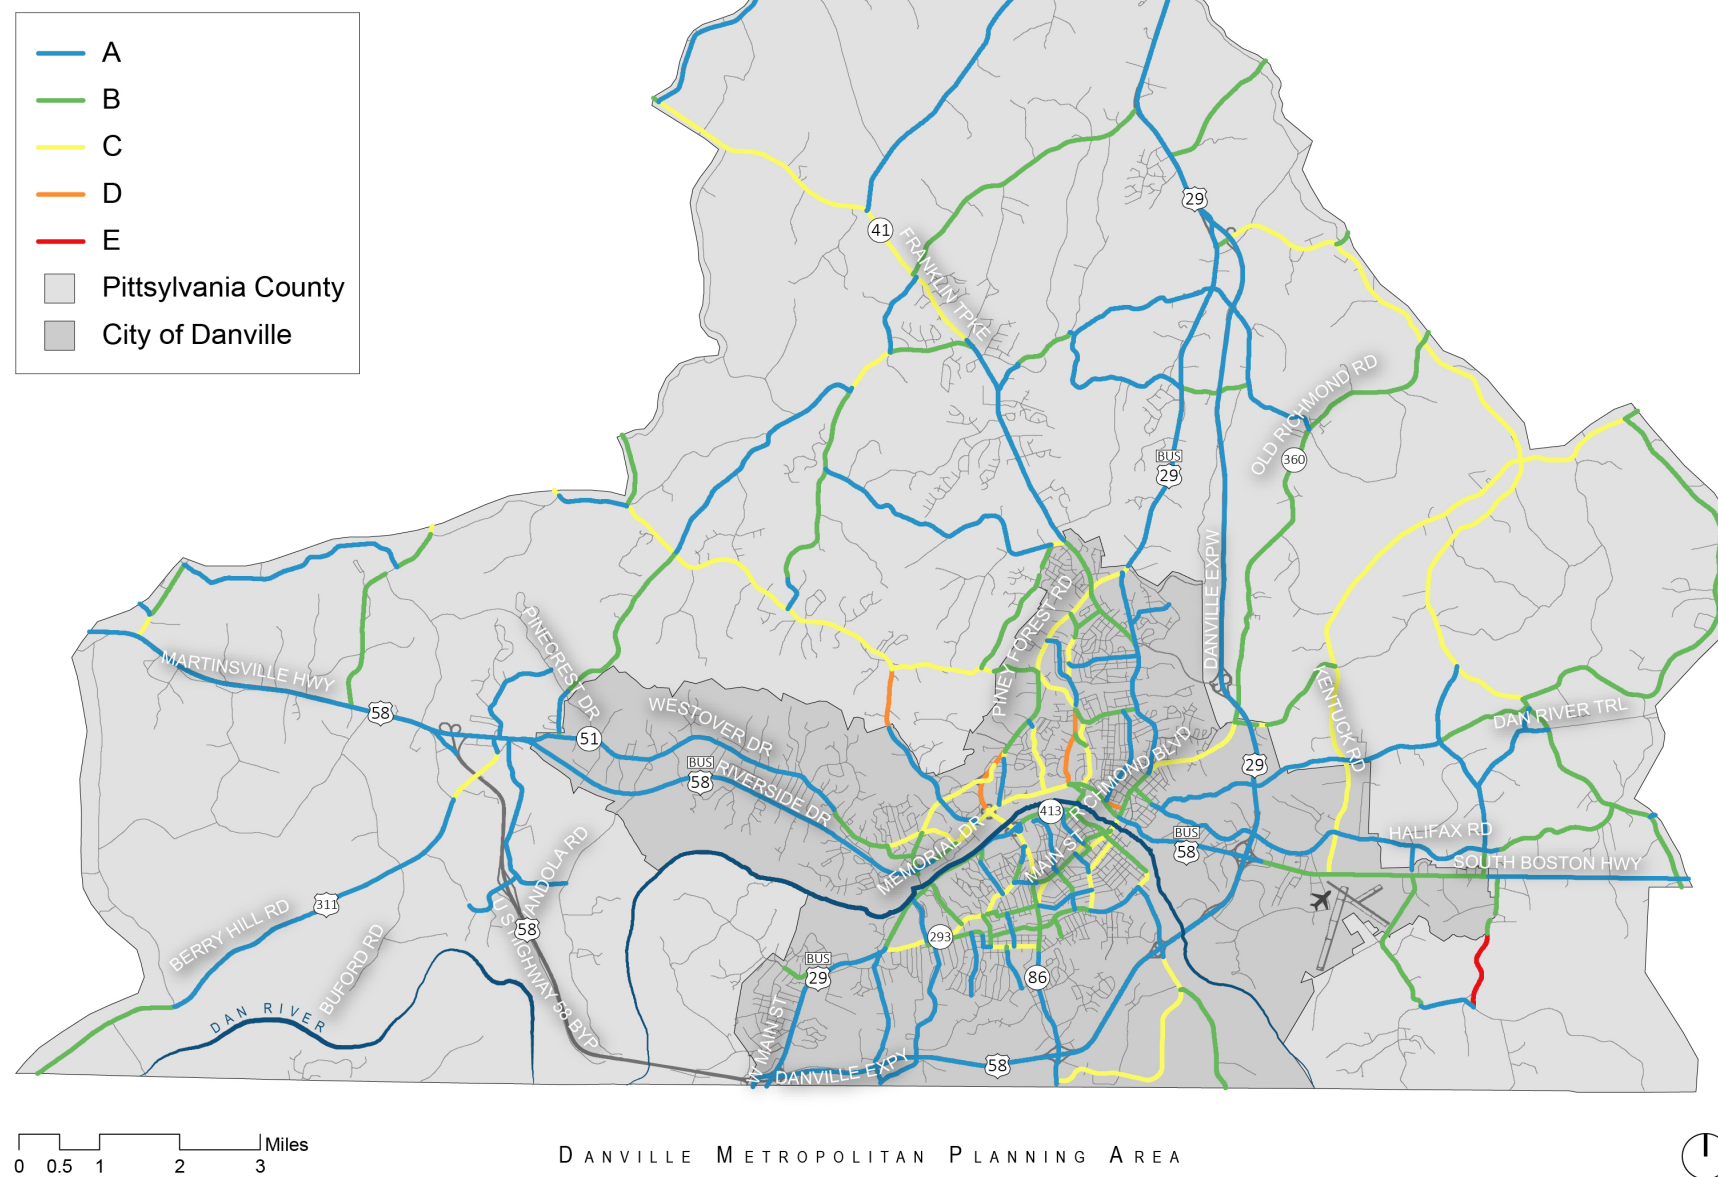 A
B
C
D
E
Pittsylvania County
City of Danville
29
41
FRANKLIN TPKE
OLD RICHMOND RD
360
BUS
29
DANVILLE EXPW
PINEY FOREST RD
PINECREST DR
MARTINSVILLE HWY
58
WESTOVER DR
51
BUS
58
RIVERSIDE DR
KENTUCK RD
DAN RIVER TRL
29
RICHMOND BLVD
413
MEMORIAL DR
MAIN ST
BUS
58
HALIFAX RD
SOUTH BOSTON HWY
311
BERRY HILL RD
58
U S HIGHWAY 58 BYP
BUFORD RD
DAN RIVER
293
BUS
29
86
W MAIN ST
DANVILLE EXPY
58
0 0.5 1 2 3 Miles
DANVILLE METROPOLITAN PLANNING AREA